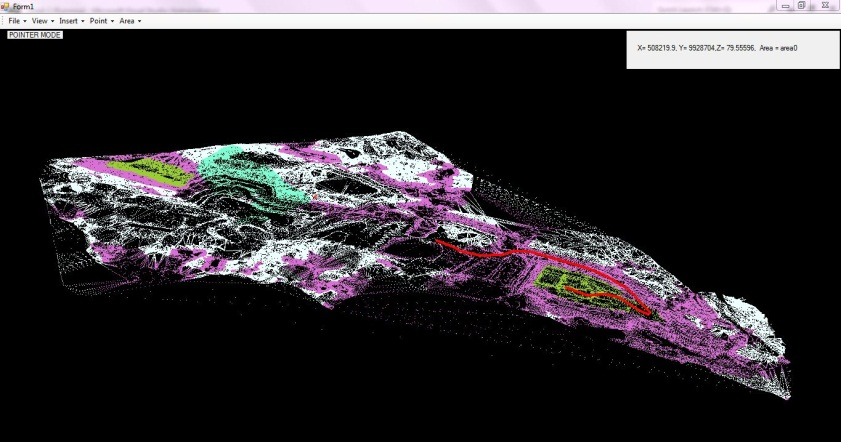 Form1
File View Insert Point Area
POINTER MODE
X= 508219.9, Y= 9928704,Z= 79.55596, Area = area0